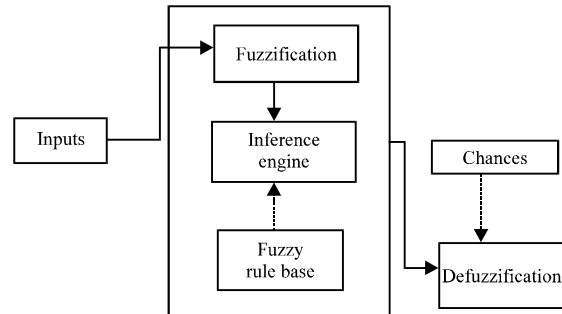 Fuzzification
Inputs
Inference
engine
Chances
Fuzzy
rule base
Defuzzification